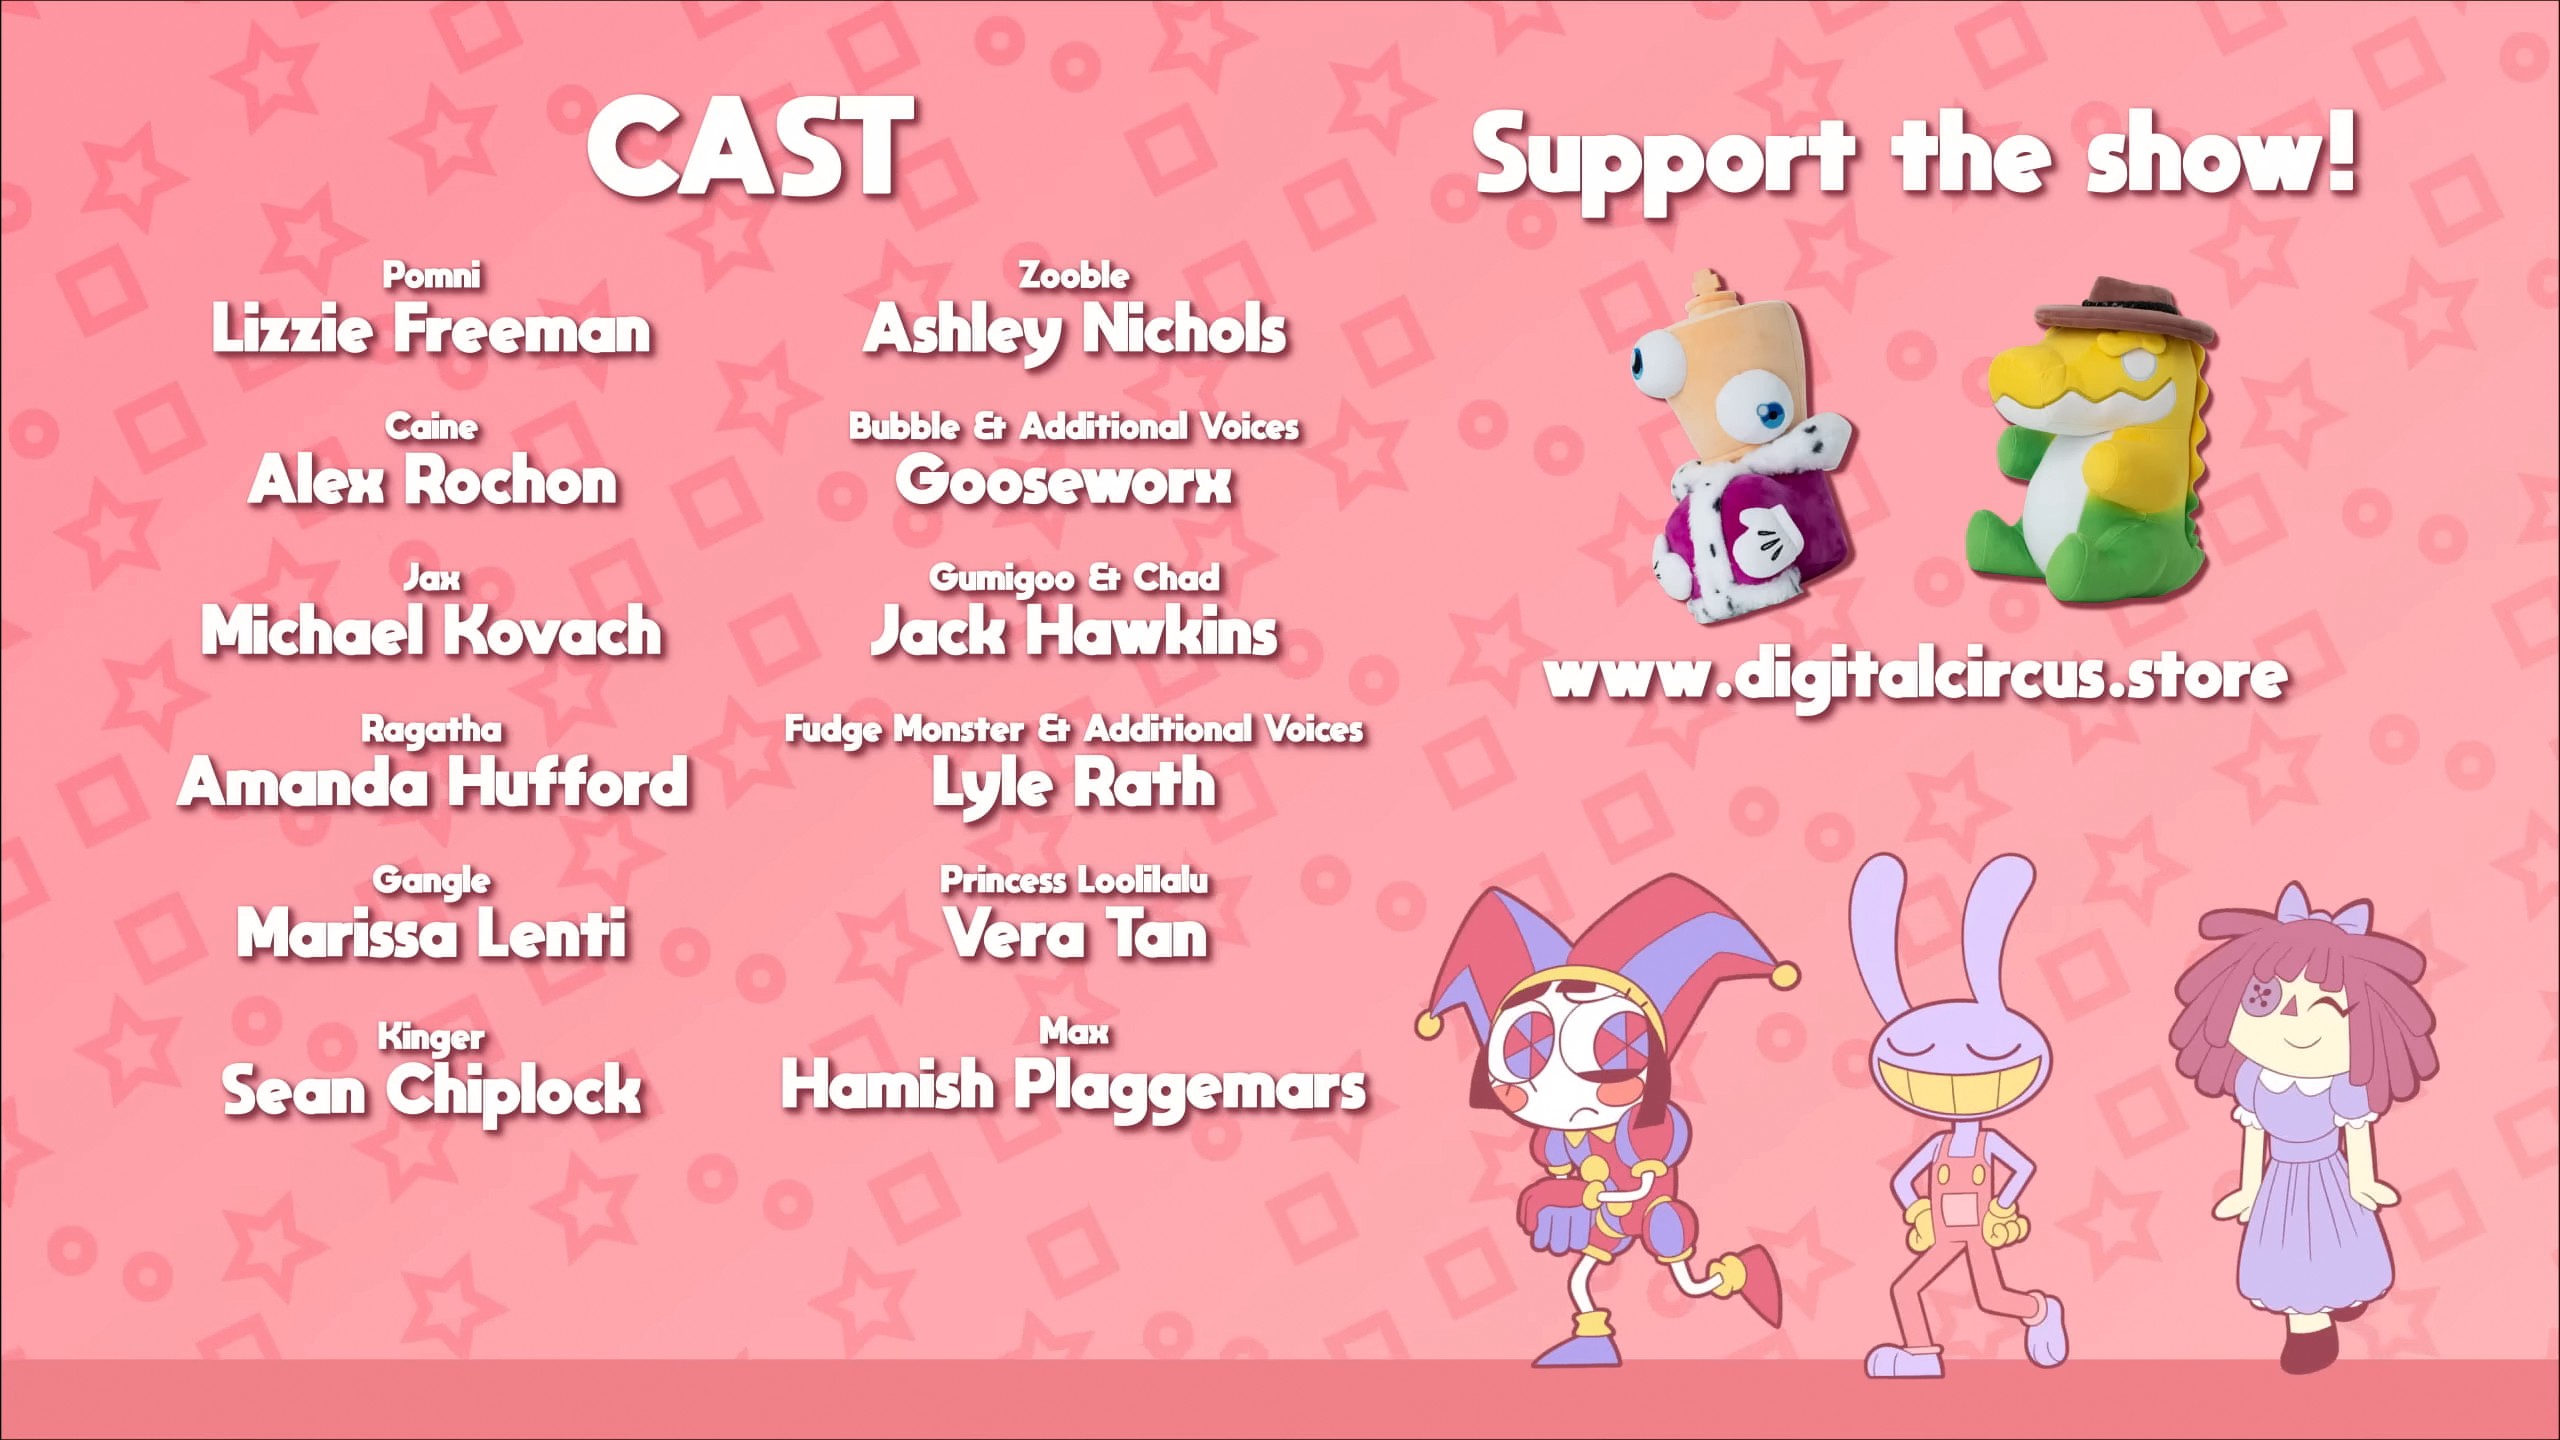 CAST
Pomni
Lizzie Freeman
Caine
Alex Rochon
Jax
Michael Kovach
Ragatha
Amanda Hufford
Gangle
Marissa Lenti
Kinger
Sean Chiplock
Zooble
Ashley Nichols
Bubble & Additional Voices
Gooseworx
Gumigoo & Chad
Jack Hawkins
Fudge Monster & Additional Voices
Lyle Rath
Princess Loolilalu
Vera Tan
Max
Hamish Plaggemars
Support the show!
www.digitalcircus.store